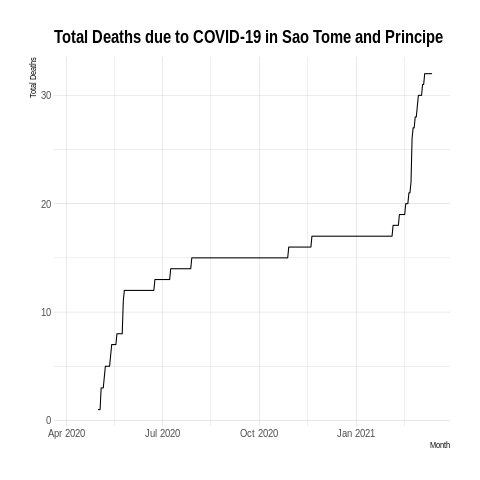 Total Deaths due to COVID-19 in Sao Tome and Principe
Total Deaths
30
20
10
0
Apr 2020 Jul 2020 Oct 2020 Jan 2021
Month